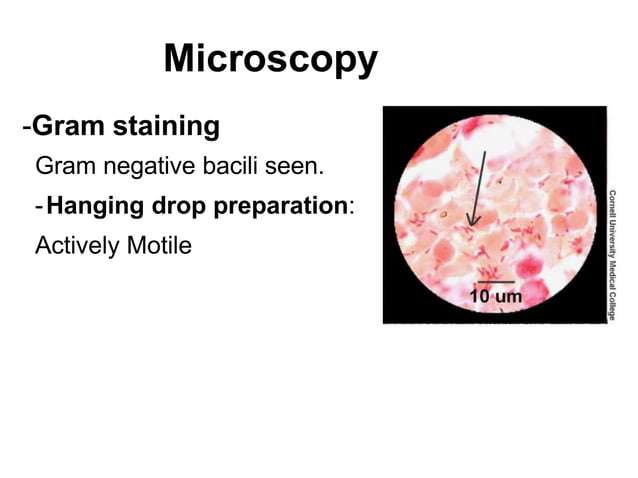 Microscopy
-Gram staining
Gram negative bacili seen.
-Hanging drop preparation:
Actively Motile
10 um
Cornell University Medical College